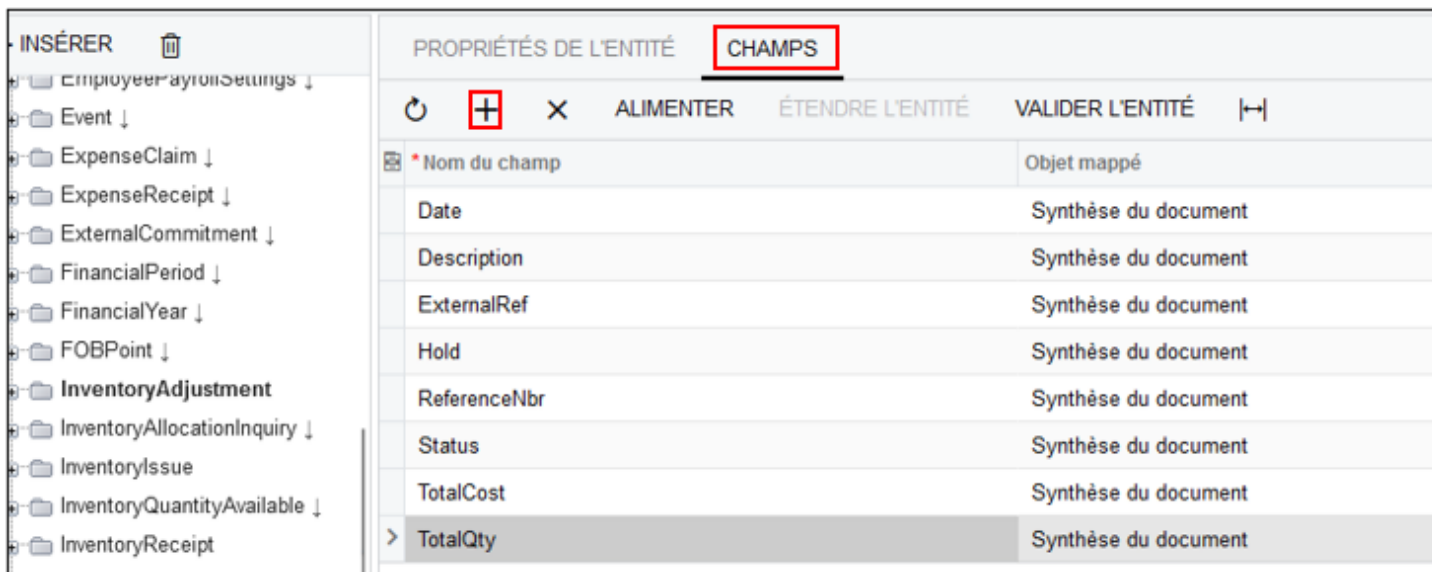 INSÉRER
EmployeePayrollSettings ↓
Event ↓
ExpenseClaim ↓
ExpenseReceipt ↓
ExternalCommitment ↓
FinancialPeriod ↓
FinancialYear ↓
FOBPoint ↓
InventoryAdjustment
InventoryAllocationInquiry ↓
InventoryIssue
InventoryQuantityAvailable ↓
InventoryReceipt
PROPRIÉTÉS DE L'ENTITÉ CHAMPS
ALIMENTER ÉTENDRE L'ENTITÉ VALIDER L'ENTITÉ
*Nom du champ Objet mappé
Date Synthèse du document
Description Synthèse du document
ExternalRef Synthèse du document
Hold Synthèse du document
ReferenceNbr Synthèse du document
Status Synthèse du document
TotalCost Synthèse du document
TotalQty Synthèse du document